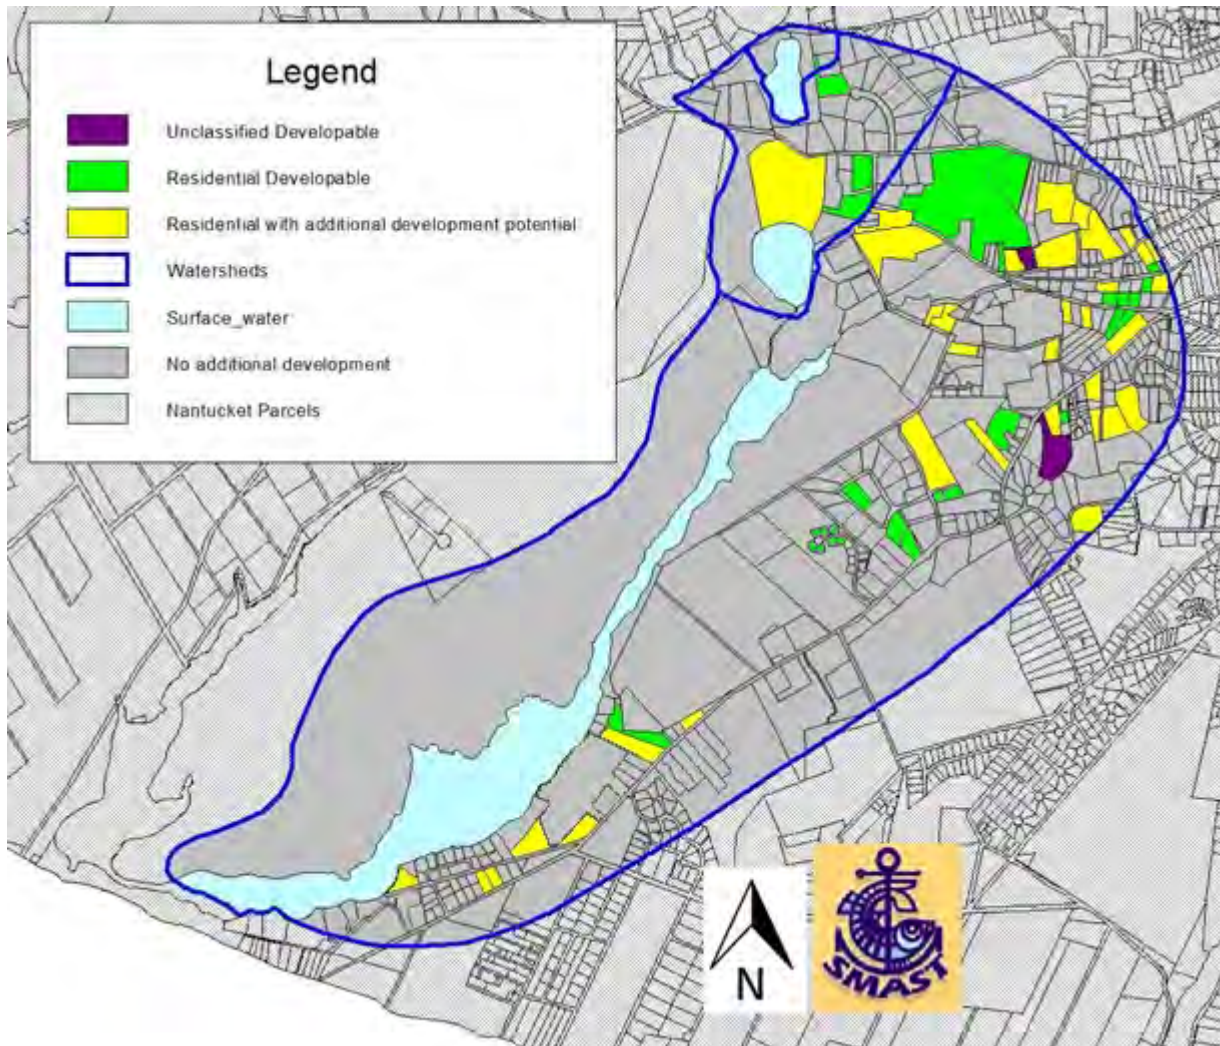 Legend
Unclassified Developable
Residential Developable
Residential with additional development potential
Watersheds
Surface_water
No additional development
Nantucket Parcels
N
SMAST